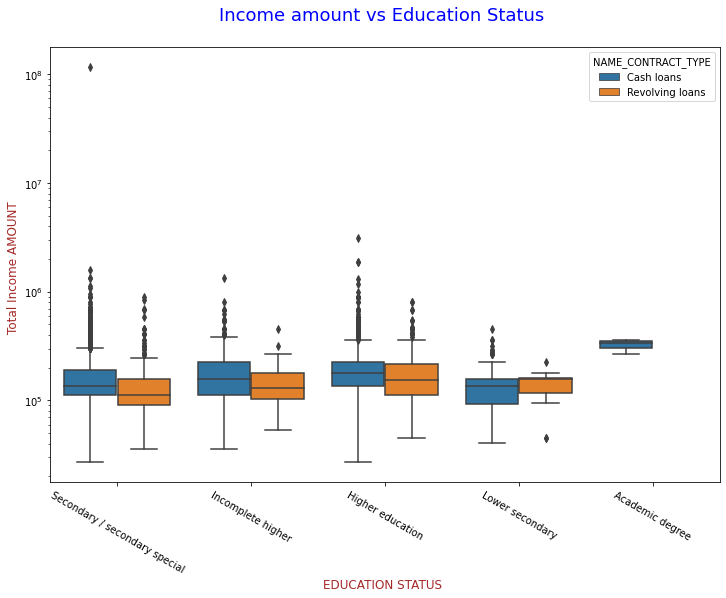 Income amount vs Education Status
NAME_CONTRACT_TYPE
Cash loans
Revolving loans
10⁸
10⁷
10⁶
10⁵
Total Income AMOUNT
Secondary / secondary special
Incomplete higher
Higher education
Lower secondary
Academic degree
EDUCATION STATUS